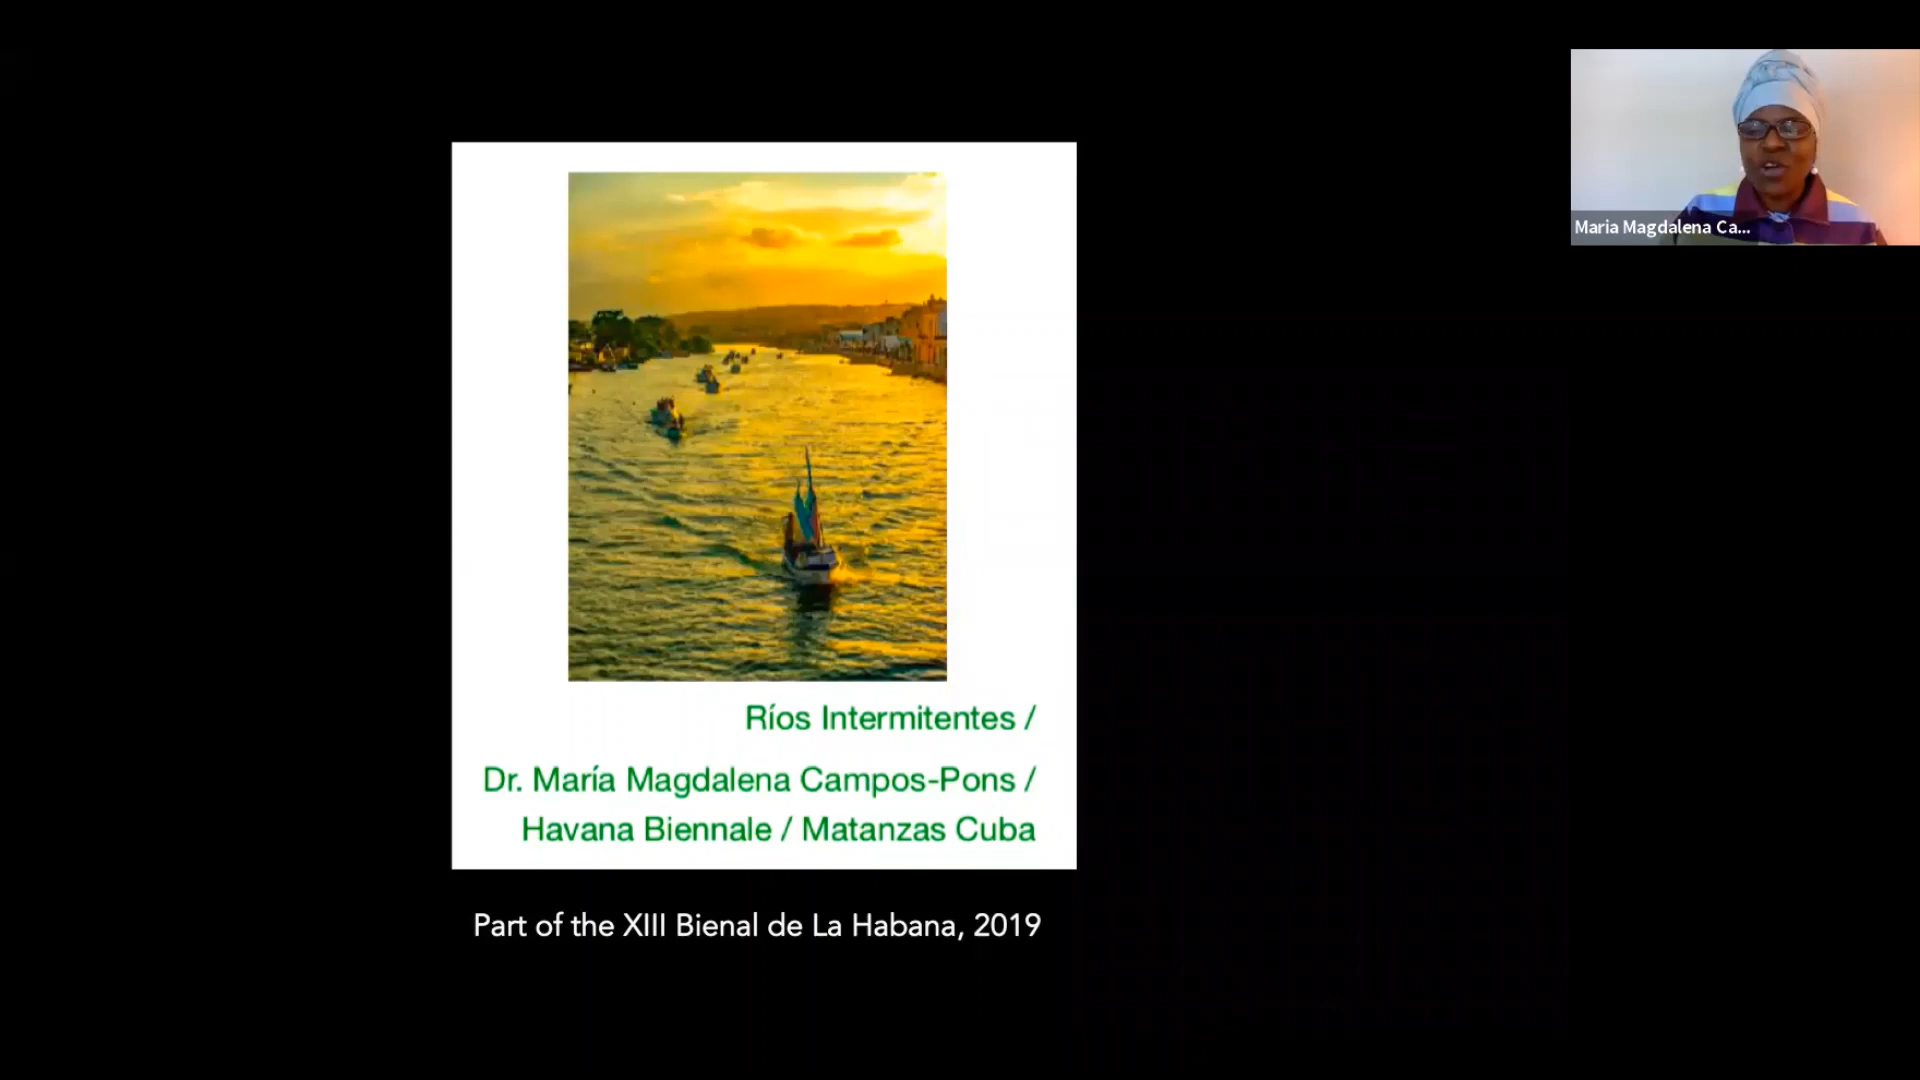 Maria Magdalena Ca...
Ríos Intermitentes /
Dr. María Magdalena Campos-Pons /
Havana Biennale / Matanzas Cuba
Part of the XIII Bienal de La Habana, 2019